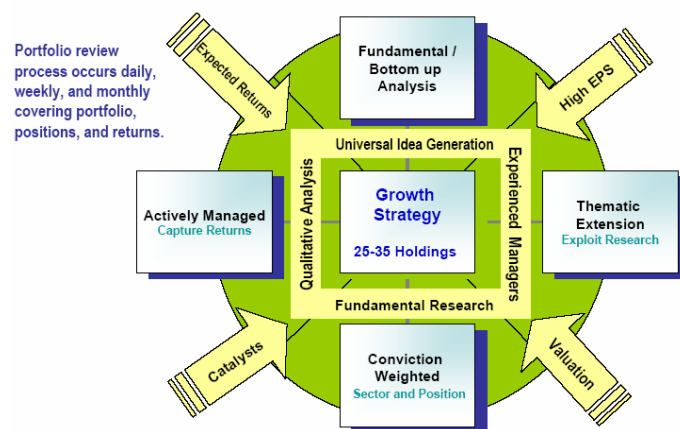 Portfolio review
process occurs daily,
weekly, and monthly
covering portfolio,
positions, and returns.
Expected Returns
Fundamental /
Bottom up
Analysis
High EPS
Universal Idea Generation
Qualitative Analysis
Experienced Managers
Actively Managed
Capture Returns
Growth
Strategy
25-35 Holdings
Thematic
Extension
Exploit Research
Fundamental Research
Catalysts
Conviction
Weighted
Sector and Position
Valuation